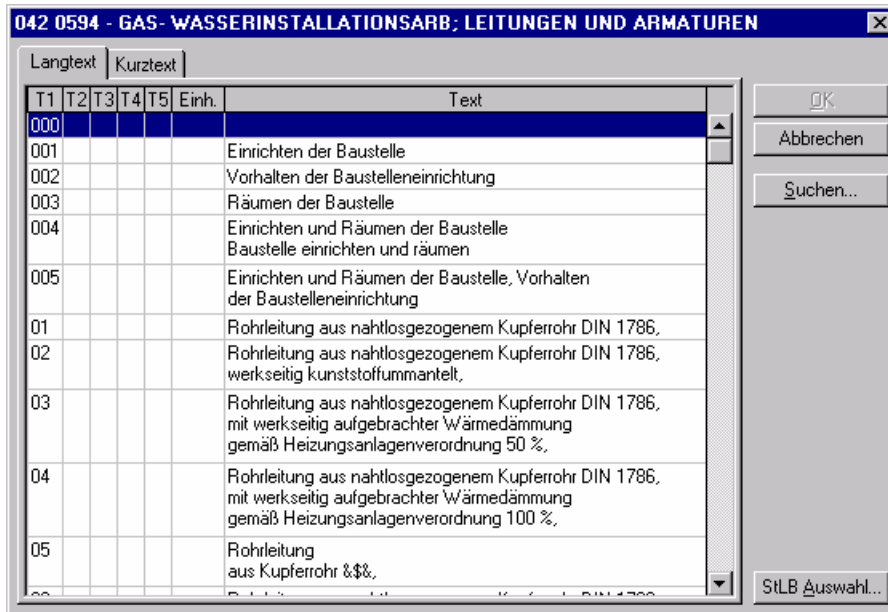 042 0594 - GAS- WASSERINSTALLATIONSARB; LEITUNGEN UND ARMATUREN
Langtext Kurztext
T1 T2 T3 T4 T5 Einh. Text
000
001 Einrichten der Baustelle
002 Vorhalten der Baustelleneinrichtung
003 Räumen der Baustelle
004 Einrichten und Räumen der Baustelle
Baustelle einrichten und räumen
005 Einrichten und Räumen der Baustelle, Vorhalten
der Baustelleneinrichtung
01 Rohrleitung aus nahtlosgezogenem Kupferrohr DIN 1786,
02 Rohrleitung aus nahtlosgezogenem Kupferrohr DIN 1786,
werkseitig kunststoffummantelt,
03 Rohrleitung aus nahtlosgezogenem Kupferrohr DIN 1786,
mit werkseitig aufgebrachter Wärmedämmung
gemäß Heizungsanlagenverordnung 50 %,
04 Rohrleitung aus nahtlosgezogenem Kupferrohr DIN 1786,
mit werkseitig aufgebrachter Wärmedämmung
gemäß Heizungsanlagenverordnung 100 %,
05 Rohrleitung
aus Kupferrohr &$&,
OK
Abbrechen
Suchen...
StLB Auswahl...